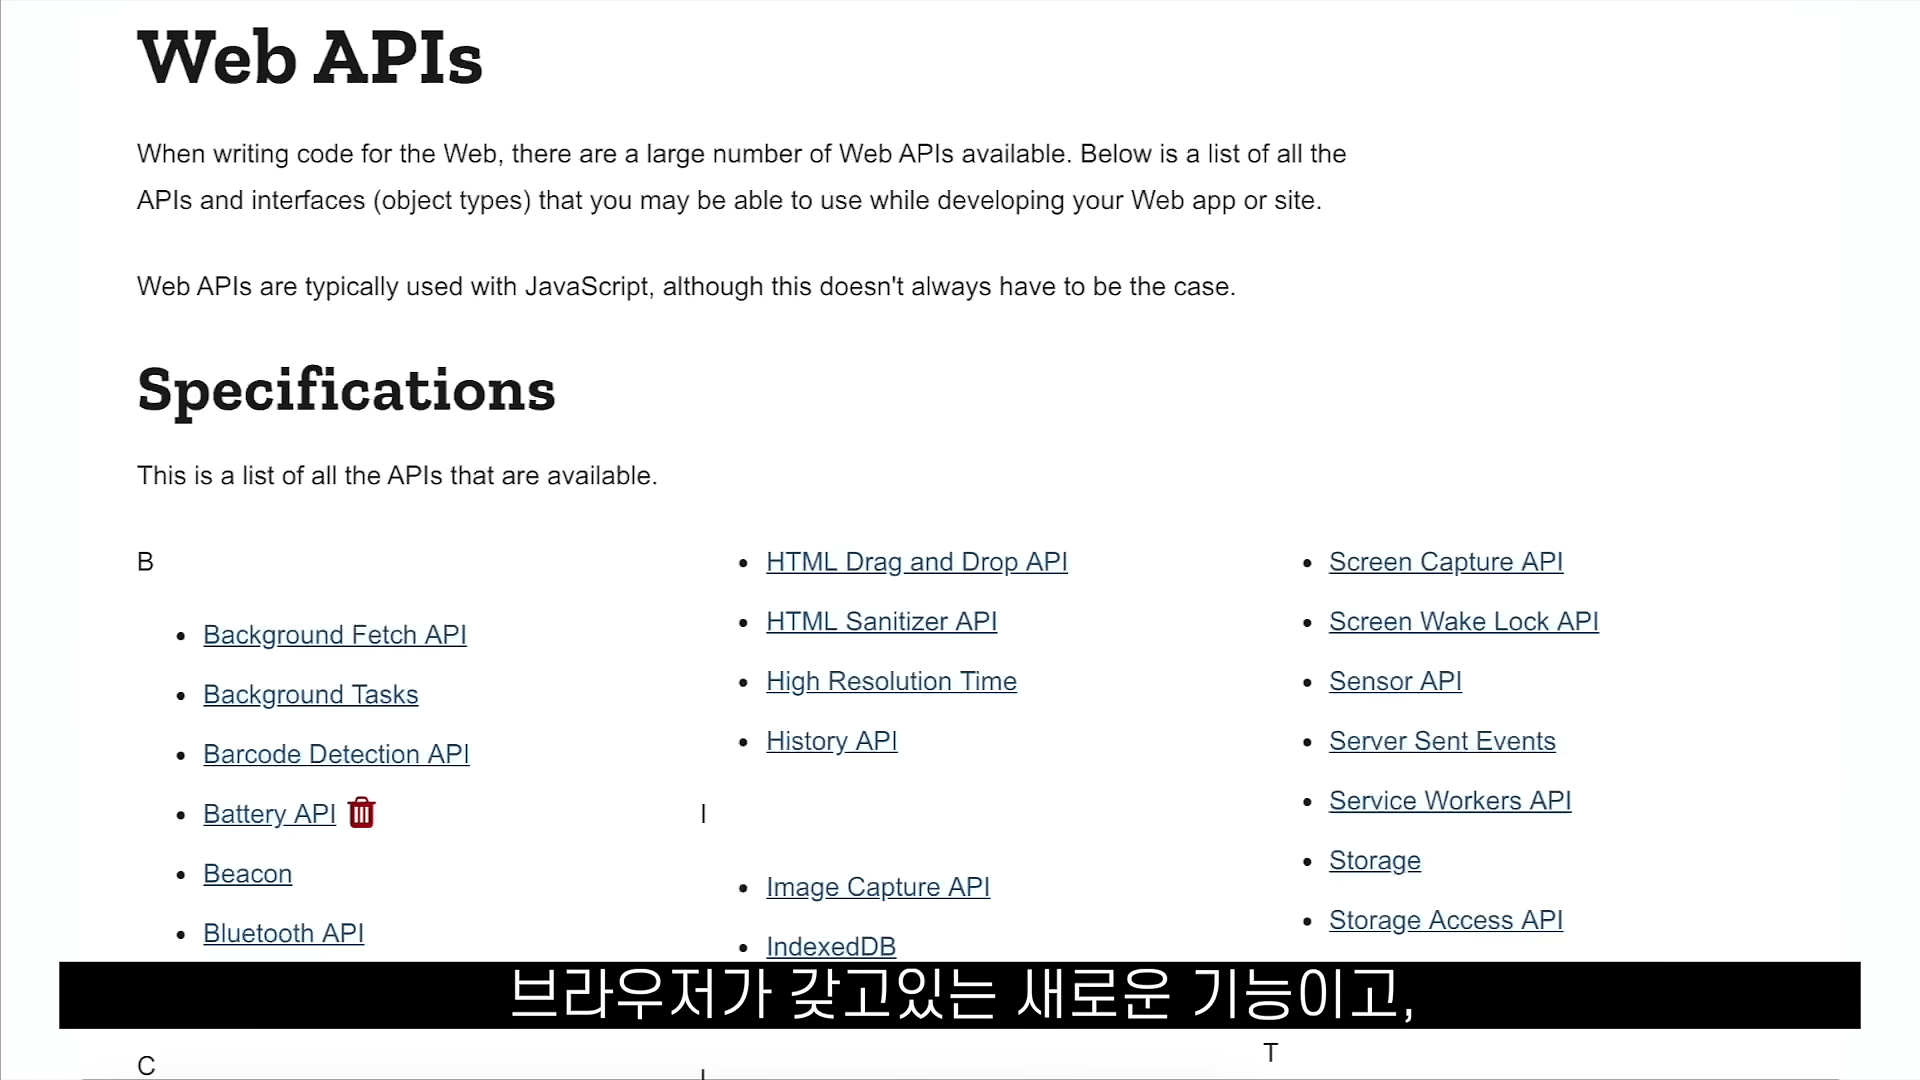 Web APIs
When writing code for the Web, there are a large number of Web APIs available. Below is a list of all the
APIs and interfaces (object types) that you may be able to use while developing your Web app or site.
Web APIs are typically used with JavaScript, although this doesn't always have to be the case.
Specifications
This is a list of all the APIs that are available.
B
Background Fetch API
Background Tasks
Barcode Detection API
Battery API
Beacon
Bluetooth API
C
HTML Drag and Drop API
HTML Sanitizer API
High Resolution Time
History API
I
Image Capture API
IndexedDB
Screen Capture API
Screen Wake Lock API
Sensor API
Server Sent Events
Service Workers API
Storage
Storage Access API
T
브라우저가 갖고있는 새로운 기능이고,